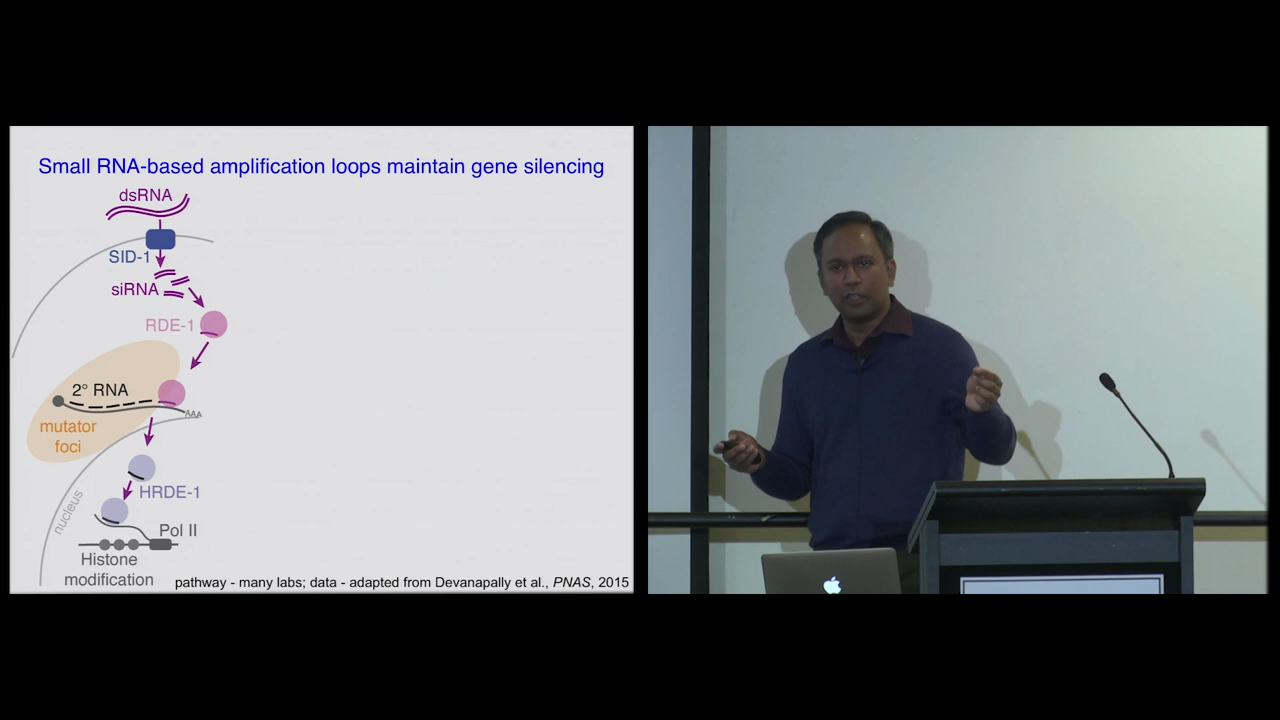 Small RNA-based amplification loops maintain gene silencing
dsRNA
SID-1
siRNA
RDE-1
2° RNA
AAA
mutator
foci
HRDE-1
nucleus
Pol II
Histone
modification
pathway - many labs; data - adapted from Devanapally et al., PNAS, 2015